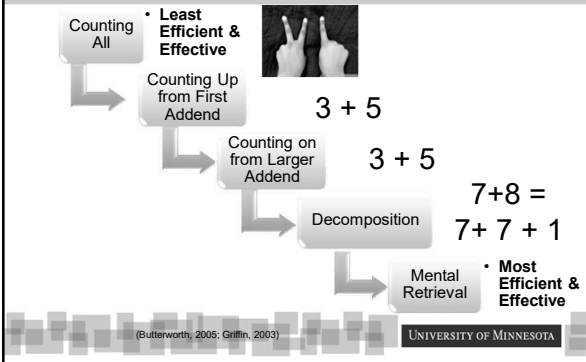 Counting
All
• Least
Efficient &
Effective
Counting Up
from First
Addend
3 + 5
Counting on
from Larger
Addend
3 + 5
Decomposition
7+8 =
7+ 7 + 1
Mental
Retrieval
• Most
Efficient &
Effective
(Butterworth, 2005; Griffin, 2003)
UNIVERSITY OF MINNESOTA